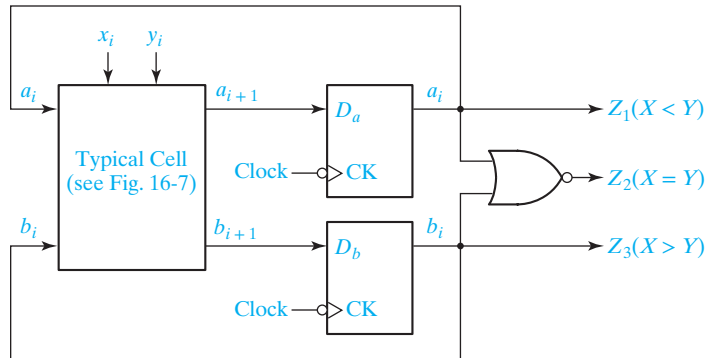 x_i y_i
a_i a_{i+1} D_a a_i Z_1(X < Y)
Typical Cell
(see Fig. 16-7)
Clock CK
Z_2(X = Y)
b_i b_{i+1} D_b b_i Z_3(X > Y)
Clock CK